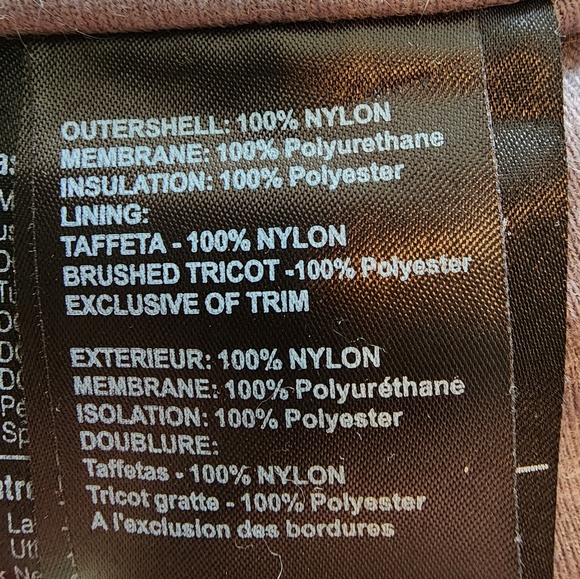 OUTERSHELL: 100% NYLON
MEMBRANE: 100% Polyurethane
INSULATION: 100% Polyester
LINING:
TAFFETA - 100% NYLON
BRUSHED TRICOT -100% Polyester
EXCLUSIVE OF TRIM
EXTERIEUR: 100% NYLON
MEMBRANE: 100% Polyuréthane
ISOLATION: 100% Polyester
DOUBLURE:
Taffetas - 100% NYLON
Tricot gratte - 100% Polyester
A l'exclusion des bordures